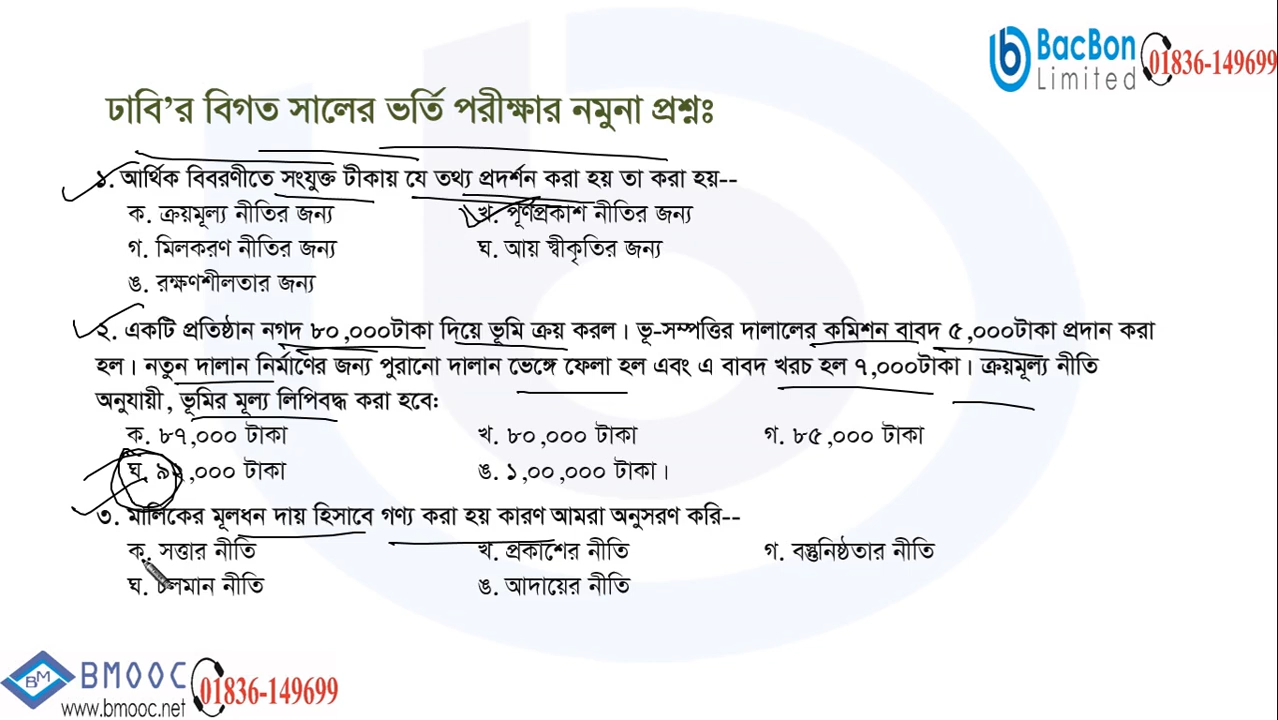 BacBon
Limited
01836-149699
ঢাবি’র বিগত সালের ভর্তি পরীক্ষার নমুনা প্রশ্নঃ
১. আর্থিক বিবরণীতে সংযুক্ত টীকায় যে তথ্য প্রদর্শন করা হয় তা করা হয়--
ক. ক্রয়মূল্য নীতির জন্য খ. পূর্ণপ্রকাশ নীতির জন্য
গ. মিলকরণ নীতির জন্য ঘ. আয় স্বীকৃতির জন্য
ঙ. রক্ষণশীলতার জন্য
২. একটি প্রতিষ্ঠান নগদ ৮০,০০০টাকা দিয়ে ভূমি ক্রয় করল। ভূ-সম্পত্তির দালালের কমিশন বাবদ ৫,০০০টাকা প্রদান করা
হল। নতুন দালান নির্মাণের জন্য পুরানো দালান ভেঙ্গে ফেলা হল এবং এ বাবদ খরচ হল ৭,০০০টাকা। ক্রয়মূল্য নীতি
অনুযায়ী, ভূমির মূল্য লিপিবদ্ধ করা হবে:
ক. ৮৭,০০০ টাকা খ. ৮০,০০০ টাকা গ. ৮৫,০০০ টাকা
ঘ. ৯২,০০০ টাকা ঙ. ১,০০,০০০ টাকা।
৩. মালিকের মূলধন দায় হিসাবে গণ্য করা হয় কারণ আমরা অনুসরণ করি--
ক. সত্তার নীতি খ. প্রকাশের নীতি গ. বস্তুনিষ্ঠতার নীতি
ঘ. চলমান নীতি ঙ. আদায়ের নীতি
BM BMOOC
www.bmooc.net
01836-149699